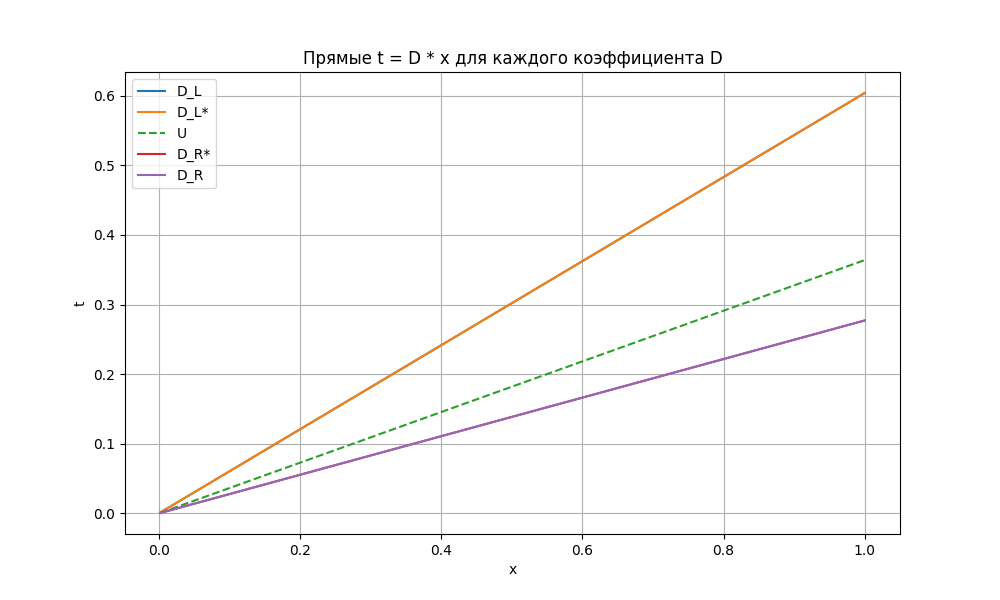 Прямые t = D * x для каждого коэффициента D
D_L
D_L*
U
D_R*
D_R
0.6
0.5
0.4
0.3
0.2
0.1
0.0
t
0.0 0.2 0.4 0.6 0.8 1.0
x